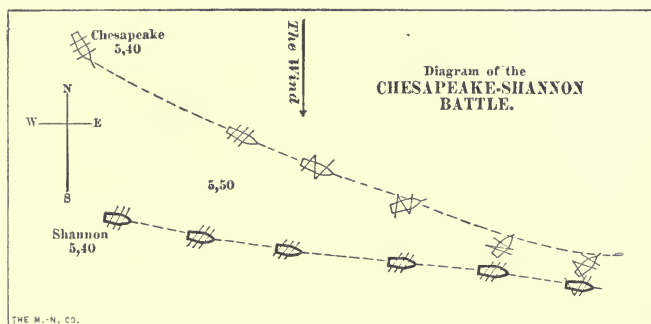 Chesapeake
5,40
The Wind
Diagram of the
CHESAPEAKE-SHANNON
BATTLE.
N
W
E
S
5,50
Shannon
5,40
THE M.-N. CO.